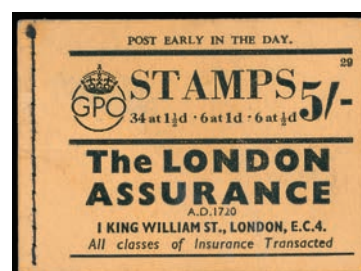 POST EARLY IN THE DAY.
29
GPO
STAMPS 5/-
34 at 1½d · 6 at 1d · 6 at ½d
The LONDON
ASSURANCE
A.D.1720
1 KING WILLIAM ST., LONDON, E.C.4.
All classes of Insurance Transacted